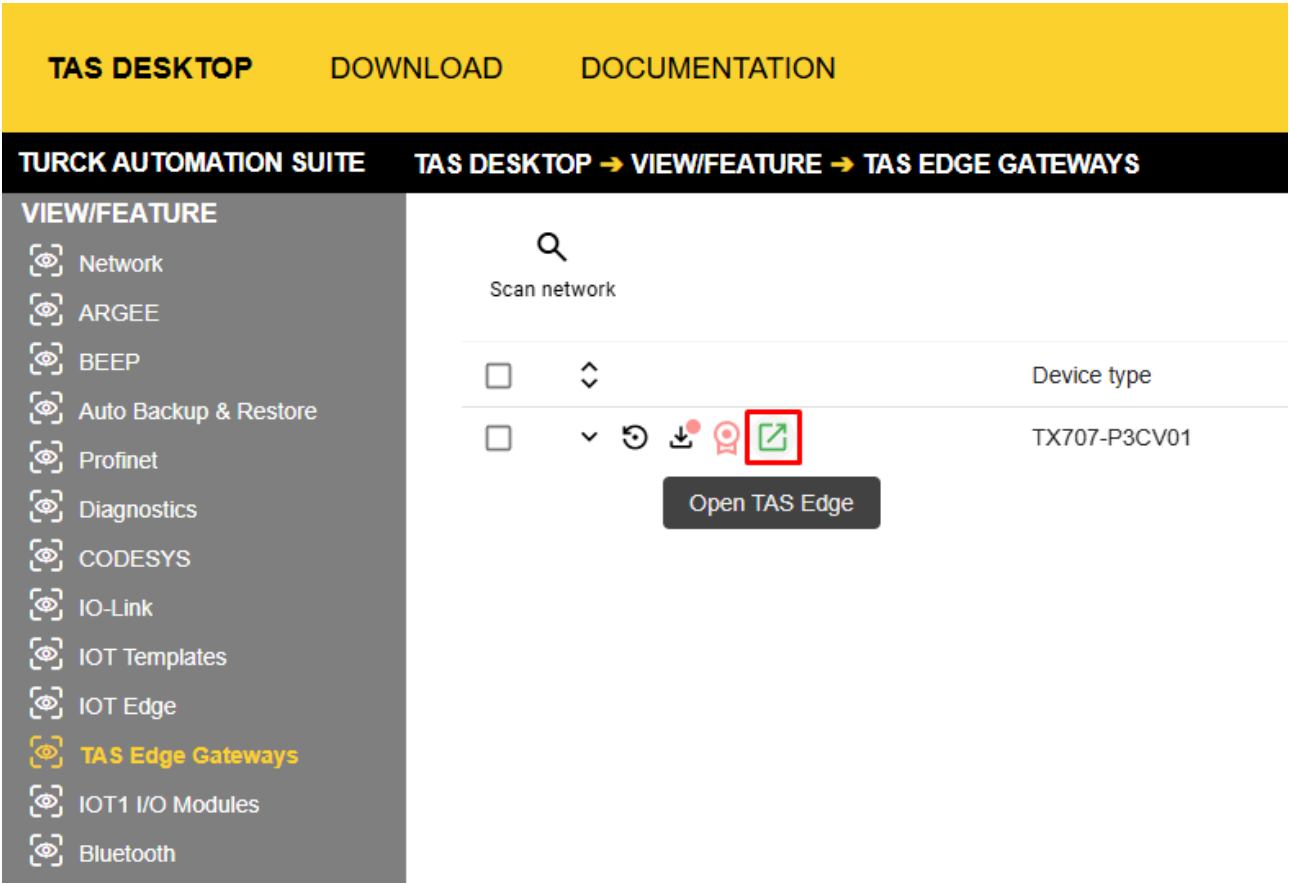 TAS DESKTOP DOWNLOAD DOCUMENTATION
TURCK AUTOMATION SUITE TAS DESKTOP ➔ VIEW/FEATURE ➔ TAS EDGE GATEWAYS
VIEW/FEATURE
Network
ARGEE
BEEP
Auto Backup & Restore
Profinet
Diagnostics
CODESYS
IO-Link
IOT Templates
IOT Edge
TAS Edge Gateways
IOT1 I/O Modules
Bluetooth
Scan network
Device type
TX707-P3CV01
Open TAS Edge